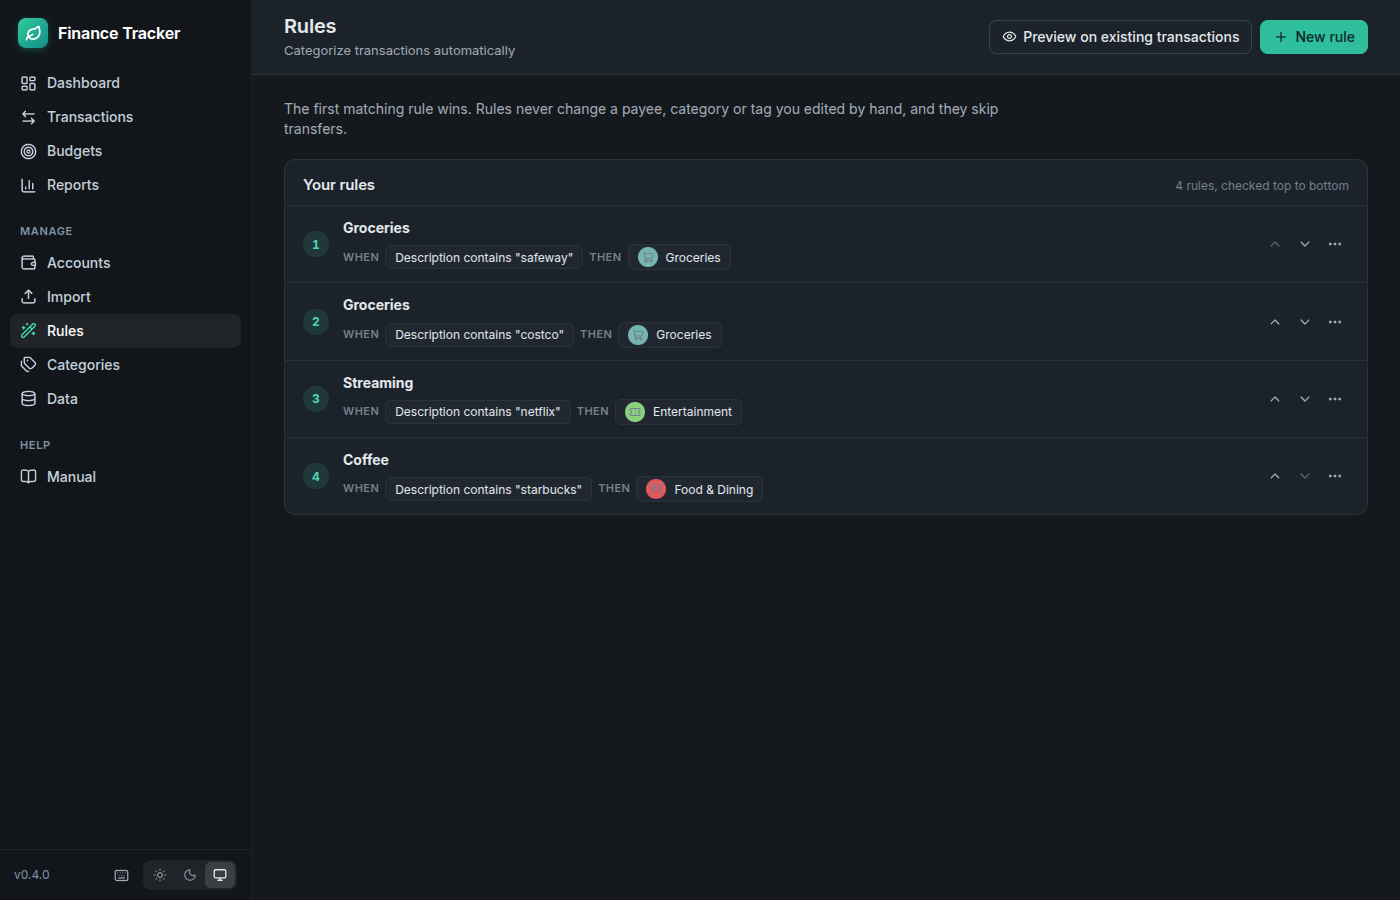 Finance Tracker
Dashboard
Transactions
Budgets
Reports
MANAGE
Accounts
Import
Rules
Categories
Data
HELP
Manual
v0.4.0
Rules
Categorize transactions automatically
Preview on existing transactions
New rule
The first matching rule wins. Rules never change a payee, category or tag you edited by hand, and they skip
transfers.
Your rules
4 rules, checked top to bottom
1
Groceries
WHEN Description contains "safeway" THEN Groceries
2
Groceries
WHEN Description contains "costco" THEN Groceries
3
Streaming
WHEN Description contains "netflix" THEN Entertainment
4
Coffee
WHEN Description contains "starbucks" THEN Food & Dining